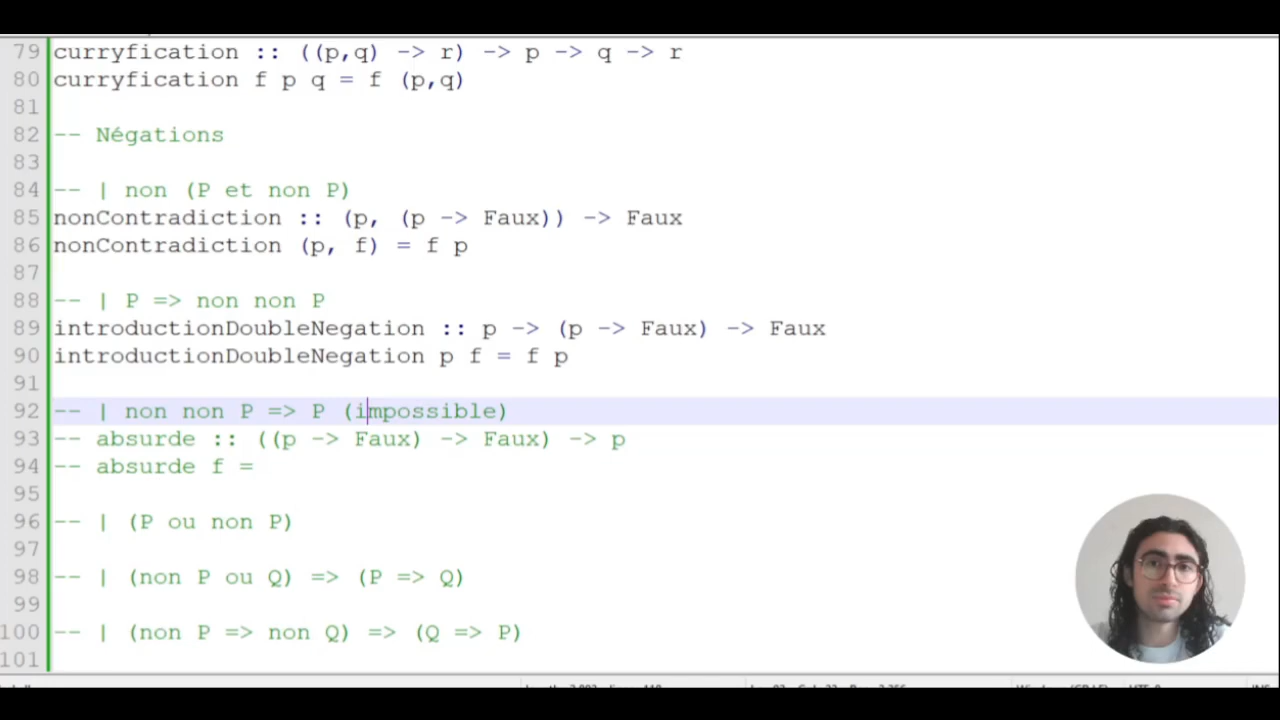 79 curryfication :: ((p,q) -> r) -> p -> q -> r
80 curryfication f p q = f (p,q)
81
82 -- Négations
83
84 -- | non (P et non P)
85 nonContradiction :: (p, (p -> Faux)) -> Faux
86 nonContradiction (p, f) = f p
87
88 -- | P => non non P
89 introductionDoubleNegation :: p -> (p -> Faux) -> Faux
90 introductionDoubleNegation p f = f p
91
92 -- | non non P => P (impossible)
93 -- absurde :: ((p -> Faux) -> Faux) -> p
94 -- absurde f =
95
96 -- | (P ou non P)
97
98 -- | (non P ou Q) => (P => Q)
99
100 -- | (non P => non Q) => (Q => P)
101